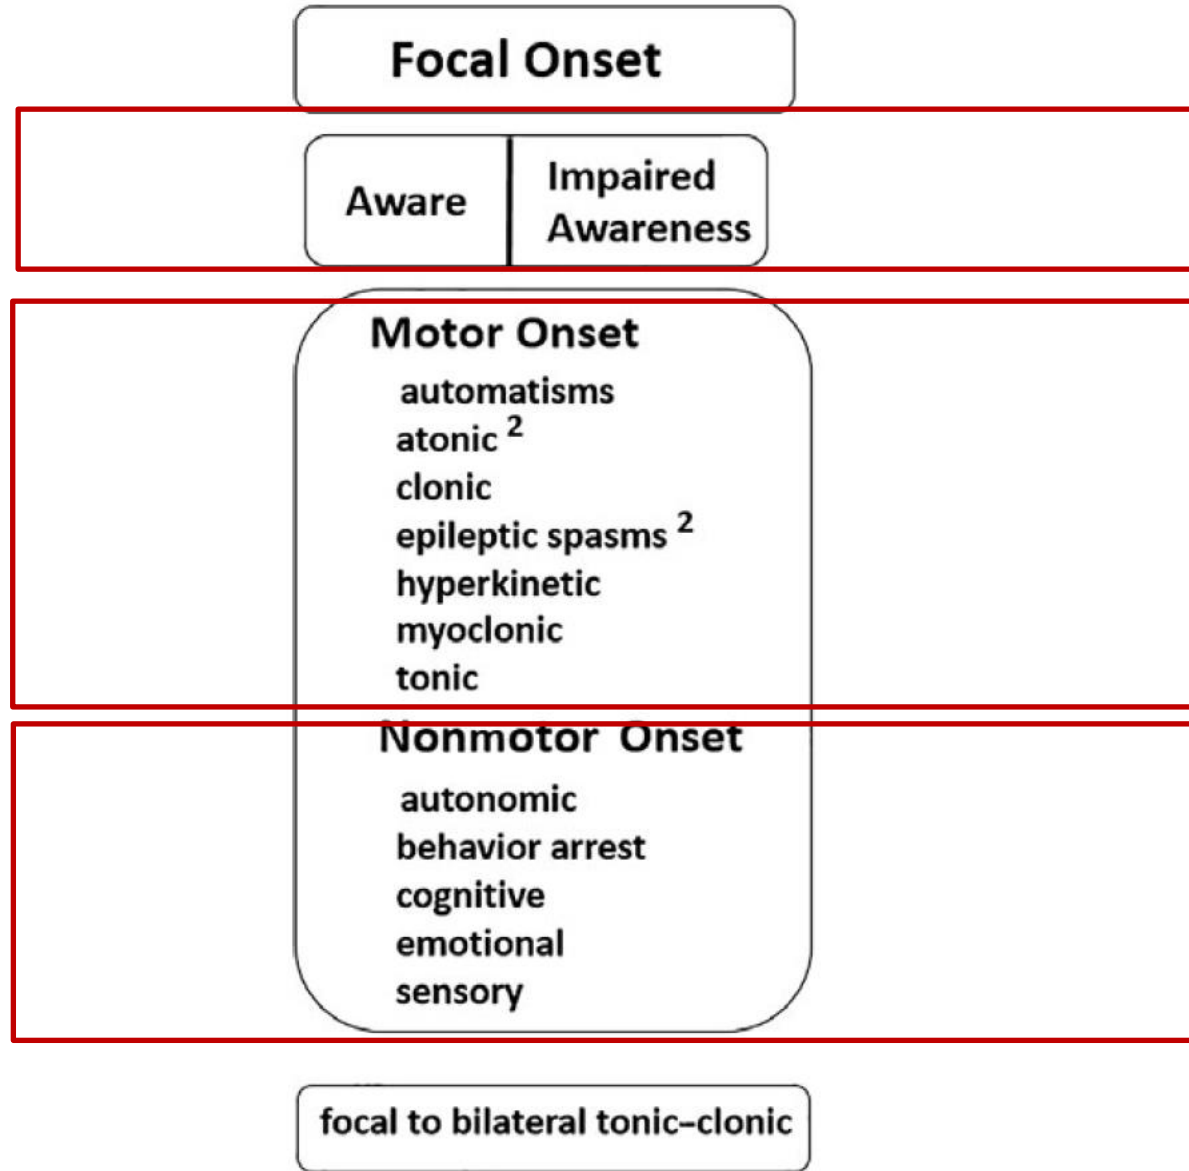 Focal Onset
Aware
Impaired
Awareness
Motor Onset
automatisms
atonic ²
clonic
epileptic spasms ²
hyperkinetic
myoclonic
tonic
Nonmotor Onset
autonomic
behavior arrest
cognitive
emotional
sensory
focal to bilateral tonic–clonic